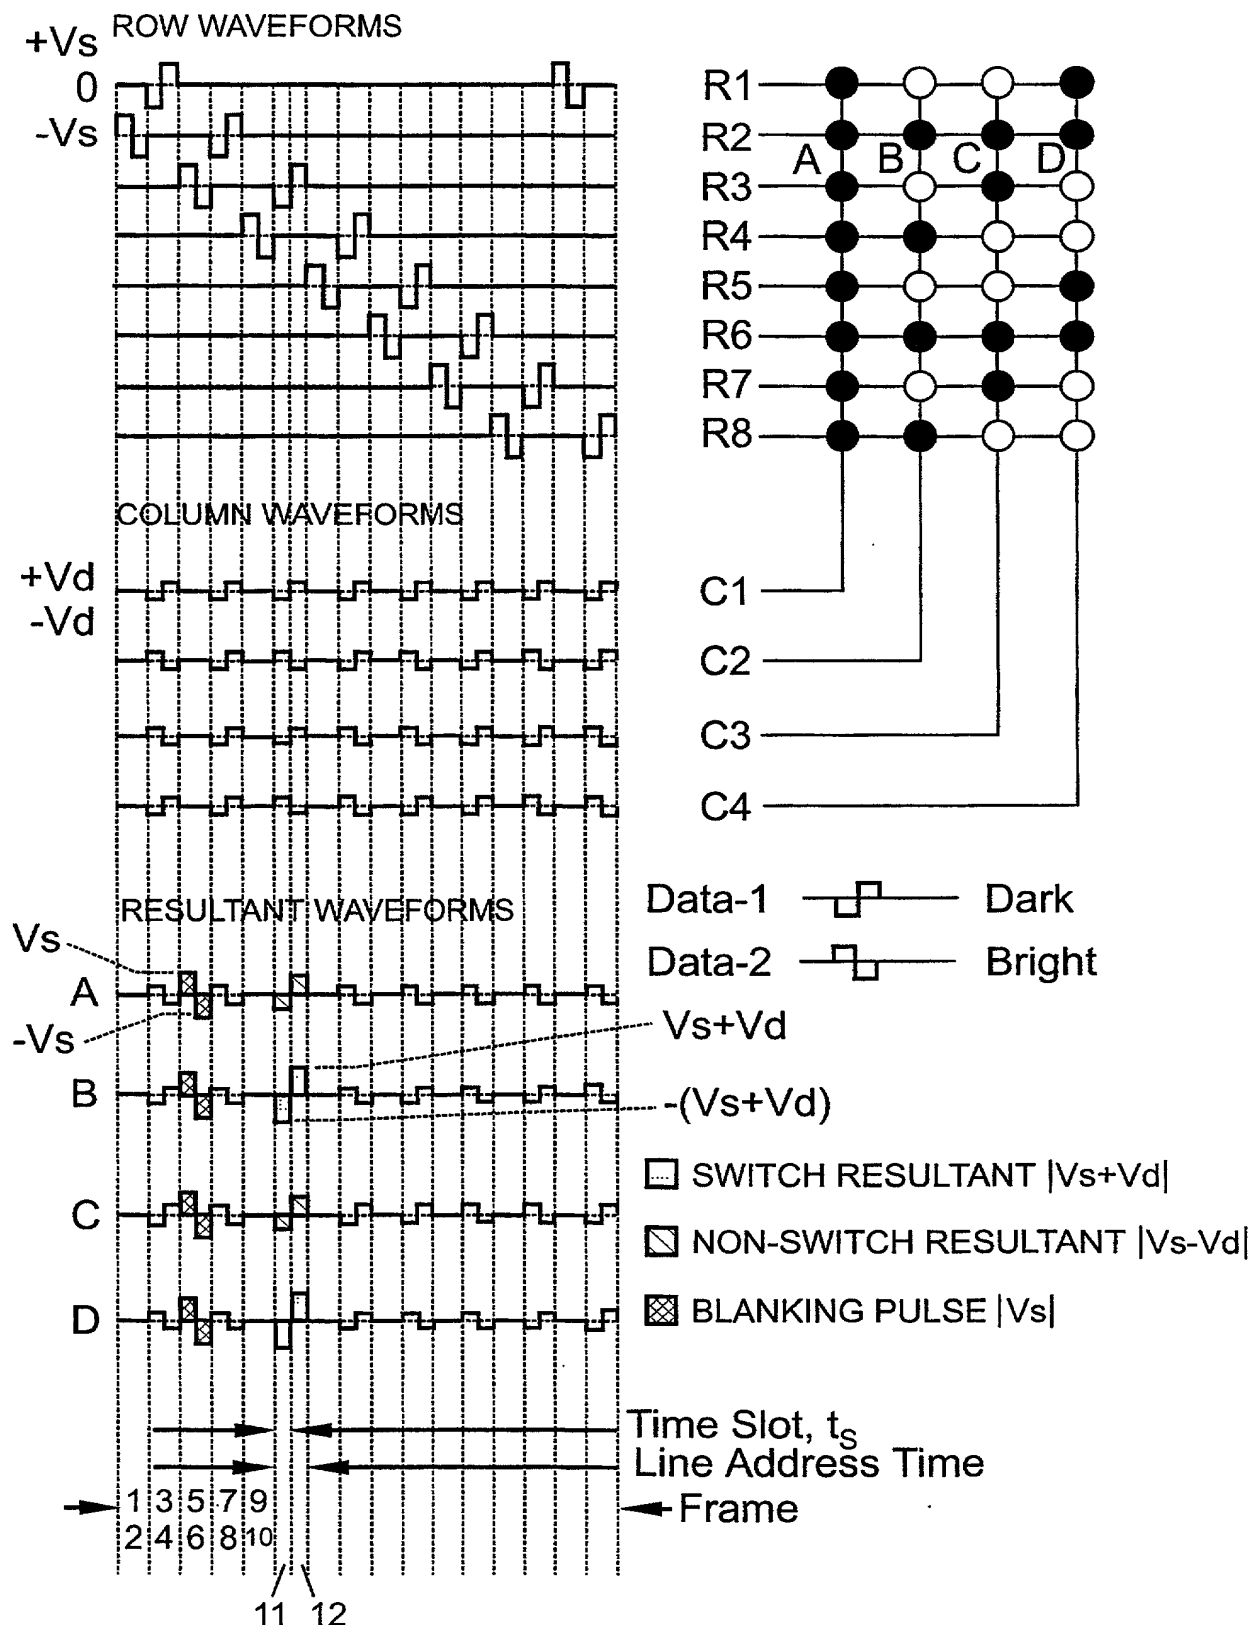 ROW WAVEFORMS
+Vs
0
-Vs
R1
R2
A B C D
R3
R4
R5
R6
R7
R8
COLUMN WAVEFORMS
+Vd
-Vd
C1
C2
C3
C4
RESULTANT WAVEFORMS
Data-1 Dark
Data-2 Bright
Vs
A
-Vs
Vs+Vd
B
-(Vs+Vd)
SWITCH RESULTANT |Vs+Vd|
C
NON-SWITCH RESULTANT |Vs-Vd|
BLANKING PULSE |Vs|
D
Time Slot, tS
Line Address Time
1 3 5 7 9
Frame
2 4 6 8 10
11 12